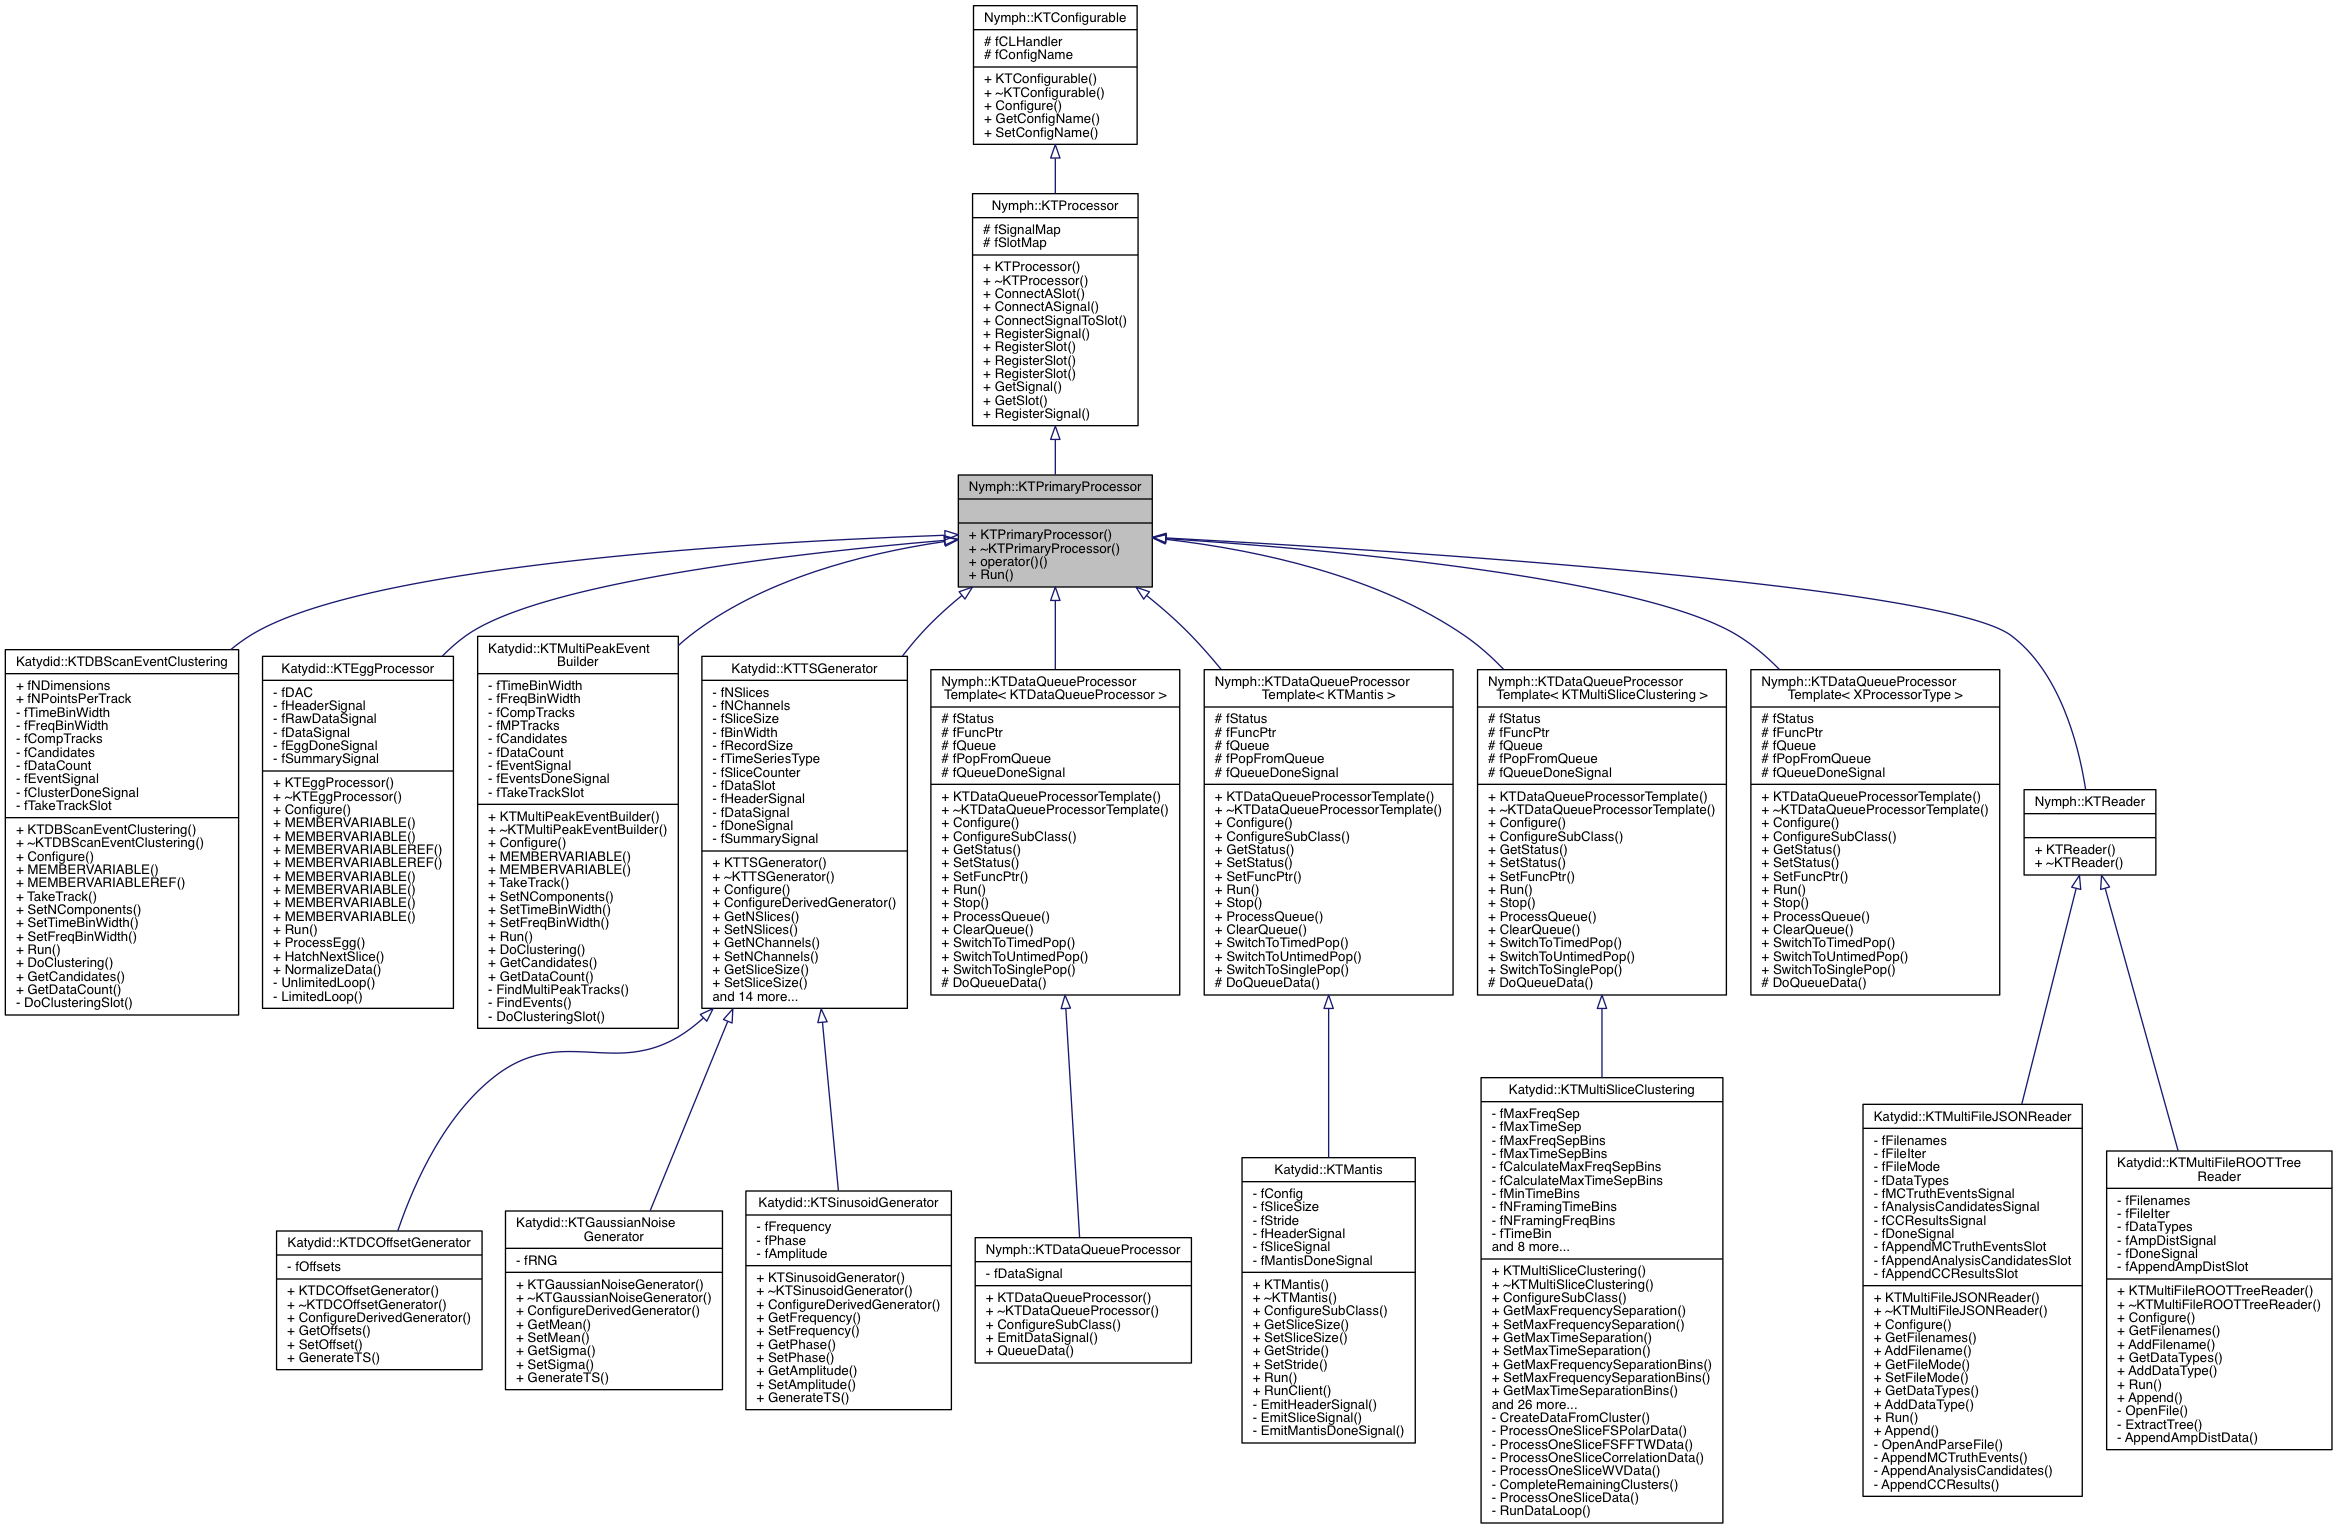 Nymph::KTConfigurable
# fCLHandler
# fConfigName
+ KTConfigurable()
+ ~KTConfigurable()
+ Configure()
+ GetConfigName()
+ SetConfigName()
Nymph::KTProcessor
# fSignalMap
# fSlotMap
+ KTProcessor()
+ ~KTProcessor()
+ ConnectASlot()
+ ConnectASignal()
+ ConnectSignalToSlot()
+ RegisterSignal()
+ RegisterSlot()
+ RegisterSlot()
+ RegisterSlot()
+ GetSignal()
+ GetSlot()
+ RegisterSignal()
Nymph::KTPrimaryProcessor
+ KTPrimaryProcessor()
+ ~KTPrimaryProcessor()
+ operator()()
+ Run()
Katydid::KTDBScanEventClustering
+ fNDimensions
+ fNPointsPerTrack
- fTimeBinWidth
- fFreqBinWidth
- fCompTracks
- fCandidates
- fDataCount
- fEventSignal
- fClusterDoneSignal
- fTakeTrackSlot
+ KTDBScanEventClustering()
+ ~KTDBScanEventClustering()
+ Configure()
+ MEMBERVARIABLE()
+ MEMBERVARIABLEREF()
+ TakeTrack()
+ SetNComponents()
+ SetTimeBinWidth()
+ SetFreqBinWidth()
+ Run()
+ DoClustering()
+ GetCandidates()
+ GetDataCount()
- DoClusteringSlot()
Katydid::KTEggProcessor
- fDAC
- fHeaderSignal
- fRawDataSignal
- fDataSignal
- fEggDoneSignal
- fSummarySignal
+ KTEggProcessor()
+ ~KTEggProcessor()
+ Configure()
+ MEMBERVARIABLE()
+ MEMBERVARIABLE()
+ MEMBERVARIABLEREF()
+ MEMBERVARIABLEREF()
+ MEMBERVARIABLE()
+ MEMBERVARIABLE()
+ MEMBERVARIABLE()
+ MEMBERVARIABLE()
+ Run()
+ ProcessEgg()
+ HatchNextSlice()
+ NormalizeData()
- UnlimitedLoop()
- LimitedLoop()
Katydid::KTMultiPeakEvent
Builder
- fTimeBinWidth
- fFreqBinWidth
- fCompTracks
- fMPTracks
- fCandidates
- fDataCount
- fEventSignal
- fEventsDoneSignal
- fTakeTrackSlot
+ KTMultiPeakEventBuilder()
+ ~KTMultiPeakEventBuilder()
+ Configure()
+ MEMBERVARIABLE()
+ MEMBERVARIABLE()
+ TakeTrack()
+ SetNComponents()
+ SetTimeBinWidth()
+ SetFreqBinWidth()
+ Run()
+ DoClustering()
+ GetCandidates()
+ GetDataCount()
- FindMultiPeakTracks()
- FindEvents()
- DoClusteringSlot()
Katydid::KTTSGenerator
- fNSlices
- fNChannels
- fSliceSize
- fBinWidth
- fRecordSize
- fTimeSeriesType
- fSliceCounter
- fDataSlot
- fHeaderSignal
- fDataSignal
- fDoneSignal
- fSummarySignal
+ KTTSGenerator()
+ ~KTTSGenerator()
+ Configure()
+ ConfigureDerivedGenerator()
+ GetNSlices()
+ SetNSlices()
+ GetNChannels()
+ SetNChannels()
+ GetSliceSize()
+ SetSliceSize()
and 14 more...
Nymph::KTDataQueueProcessor
Template< KTDataQueueProcessor >
# fStatus
# fFuncPtr
# fQueue
# fPopFromQueue
# fQueueDoneSignal
+ KTDataQueueProcessorTemplate()
+ ~KTDataQueueProcessorTemplate()
+ Configure()
+ ConfigureSubClass()
+ GetStatus()
+ SetStatus()
+ SetFuncPtr()
+ Run()
+ Stop()
+ ProcessQueue()
+ ClearQueue()
+ SwitchToTimedPop()
+ SwitchToUntimedPop()
+ SwitchToSinglePop()
# DoQueueData()
Nymph::KTDataQueueProcessor
Template< KTMantis >
# fStatus
# fFuncPtr
# fQueue
# fPopFromQueue
# fQueueDoneSignal
+ KTDataQueueProcessorTemplate()
+ ~KTDataQueueProcessorTemplate()
+ Configure()
+ ConfigureSubClass()
+ GetStatus()
+ SetStatus()
+ SetFuncPtr()
+ Run()
+ Stop()
+ ProcessQueue()
+ ClearQueue()
+ SwitchToTimedPop()
+ SwitchToUntimedPop()
+ SwitchToSinglePop()
# DoQueueData()
Nymph::KTDataQueueProcessor
Template< KTMultiSliceClustering >
# fStatus
# fFuncPtr
# fQueue
# fPopFromQueue
# fQueueDoneSignal
+ KTDataQueueProcessorTemplate()
+ ~KTDataQueueProcessorTemplate()
+ Configure()
+ ConfigureSubClass()
+ GetStatus()
+ SetStatus()
+ SetFuncPtr()
+ Run()
+ Stop()
+ ProcessQueue()
+ ClearQueue()
+ SwitchToTimedPop()
+ SwitchToUntimedPop()
+ SwitchToSinglePop()
# DoQueueData()
Nymph::KTDataQueueProcessor
Template< XProcessorType >
# fStatus
# fFuncPtr
# fQueue
# fPopFromQueue
# fQueueDoneSignal
+ KTDataQueueProcessorTemplate()
+ ~KTDataQueueProcessorTemplate()
+ Configure()
+ ConfigureSubClass()
+ GetStatus()
+ SetStatus()
+ SetFuncPtr()
+ Run()
+ Stop()
+ ProcessQueue()
+ ClearQueue()
+ SwitchToTimedPop()
+ SwitchToUntimedPop()
+ SwitchToSinglePop()
# DoQueueData()
Nymph::KTReader
+ KTReader()
+ ~KTReader()
Katydid::KTDCOffsetGenerator
- fOffsets
+ KTDCOffsetGenerator()
+ ~KTDCOffsetGenerator()
+ ConfigureDerivedGenerator()
+ GetOffsets()
+ SetOffset()
+ GenerateTS()
Katydid::KTGaussianNoise
Generator
- fRNG
+ KTGaussianNoiseGenerator()
+ ~KTGaussianNoiseGenerator()
+ ConfigureDerivedGenerator()
+ GetMean()
+ SetMean()
+ GetSigma()
+ SetSigma()
+ GenerateTS()
Katydid::KTSinusoidGenerator
- fFrequency
- fPhase
- fAmplitude
+ KTSinusoidGenerator()
+ ~KTSinusoidGenerator()
+ ConfigureDerivedGenerator()
+ GetFrequency()
+ SetFrequency()
+ GetPhase()
+ SetPhase()
+ GetAmplitude()
+ SetAmplitude()
+ GenerateTS()
Nymph::KTDataQueueProcessor
- fDataSignal
+ KTDataQueueProcessor()
+ ~KTDataQueueProcessor()
+ ConfigureSubClass()
+ EmitDataSignal()
+ QueueData()
Katydid::KTMantis
- fConfig
- fSliceSize
- fStride
- fHeaderSignal
- fSliceSignal
- fMantisDoneSignal
+ KTMantis()
+ ~KTMantis()
+ ConfigureSubClass()
+ GetSliceSize()
+ SetSliceSize()
+ GetStride()
+ SetStride()
+ Run()
+ RunClient()
- EmitHeaderSignal()
- EmitSliceSignal()
- EmitMantisDoneSignal()
Katydid::KTMultiSliceClustering
- fMaxFreqSep
- fMaxTimeSep
- fMaxFreqSepBins
- fMaxTimeSepBins
- fCalculateMaxFreqSepBins
- fCalculateMaxTimeSepBins
- fMinTimeBins
- fNFramingTimeBins
- fNFramingFreqBins
- fTimeBin
and 8 more...
+ KTMultiSliceClustering()
+ ~KTMultiSliceClustering()
+ ConfigureSubClass()
+ GetMaxFrequencySeparation()
+ SetMaxFrequencySeparation()
+ GetMaxTimeSeparation()
+ SetMaxTimeSeparation()
+ GetMaxFrequencySeparationBins()
+ SetMaxFrequencySeparationBins()
+ GetMaxTimeSeparationBins()
and 26 more...
- CreateDataFromCluster()
- ProcessOneSliceFSPolarData()
- ProcessOneSliceFSFFTWData()
- ProcessOneSliceCorrelationData()
- ProcessOneSliceWVData()
- CompleteRemainingClusters()
- ProcessOneSliceData()
- RunDataLoop()
Katydid::KTMultiFileJSONReader
- fFilenames
- fFileIter
- fFileMode
- fDataTypes
- fMCTruthEventsSignal
- fAnalysisCandidatesSignal
- fCCResultsSignal
- fDoneSignal
- fAppendMCTruthEventsSlot
- fAppendAnalysisCandidatesSlot
- fAppendCCResultsSlot
+ KTMultiFileJSONReader()
+ ~KTMultiFileJSONReader()
+ Configure()
+ GetFilenames()
+ AddFilename()
+ GetFileMode()
+ SetFileMode()
+ GetDataTypes()
+ AddDataType()
+ Run()
+ Append()
- OpenAndParseFile()
- AppendMCTruthEvents()
- AppendAnalysisCandidates()
- AppendCCResults()
Katydid::KTMultiFileROOTTree
Reader
- fFilenames
- fFileIter
- fDataTypes
- fAmpDistSignal
- fDoneSignal
- fAppendAmpDistSlot
+ KTMultiFileROOTTreeReader()
+ ~KTMultiFileROOTTreeReader()
+ Configure()
+ GetFilenames()
+ AddFilename()
+ GetDataTypes()
+ AddDataType()
+ Run()
+ Append()
- OpenFile()
- ExtractTree()
- AppendAmpDistData()